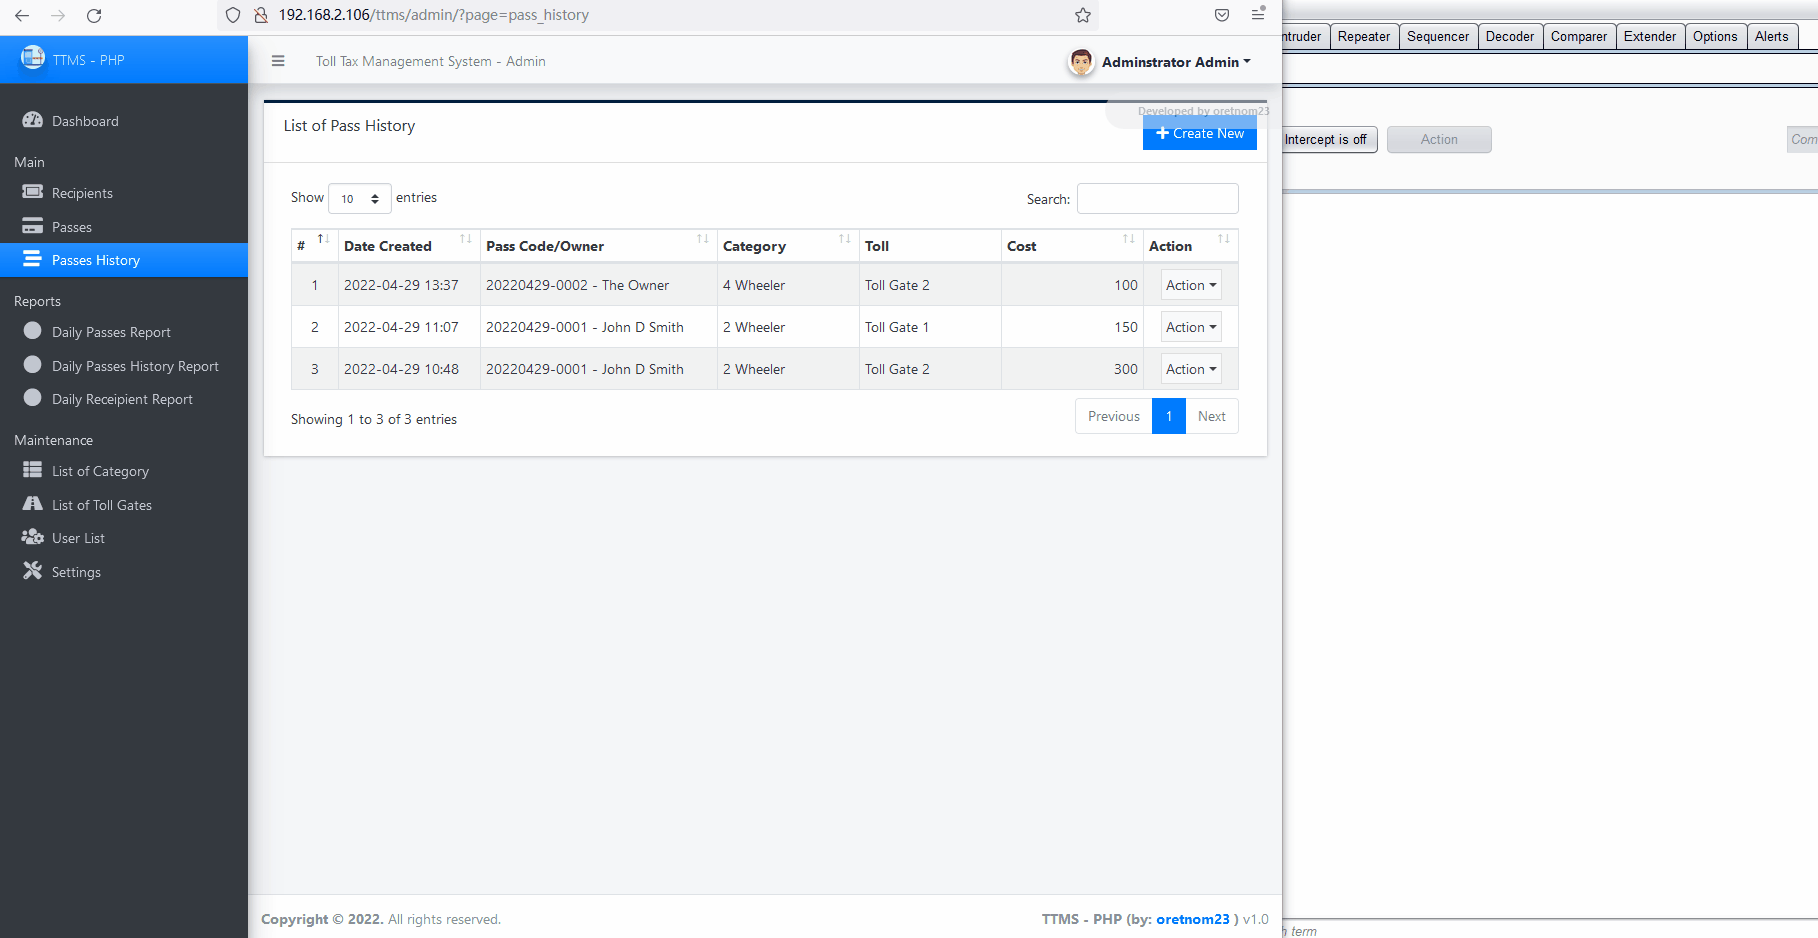 192.168.2.106/ttms/admin/?page=pass_history
TTMS - PHP
Toll Tax Management System - Admin
Adminstrator Admin
Dashboard
Main
Recipients
Passes
Passes History
Reports
Daily Passes Report
Daily Passes History Report
Daily Receipient Report
Maintenance
List of Category
List of Toll Gates
User List
Settings
List of Pass History
Developed by oretnom23
Create New
Show 10 entries
Search:
# Date Created Pass Code/Owner Category Toll Cost Action
1 2022-04-29 13:37 20220429-0002 - The Owner 4 Wheeler Toll Gate 2 100 Action
2 2022-04-29 11:07 20220429-0001 - John D Smith 2 Wheeler Toll Gate 1 150 Action
3 2022-04-29 10:48 20220429-0001 - John D Smith 2 Wheeler Toll Gate 2 300 Action
Showing 1 to 3 of 3 entries
Previous 1 Next
Copyright © 2022. All rights reserved.
TTMS - PHP (by: oretnom23 ) v1.0
ntruder Repeater Sequencer Decoder Comparer Extender Options Alerts
Intercept is off Action Com
term